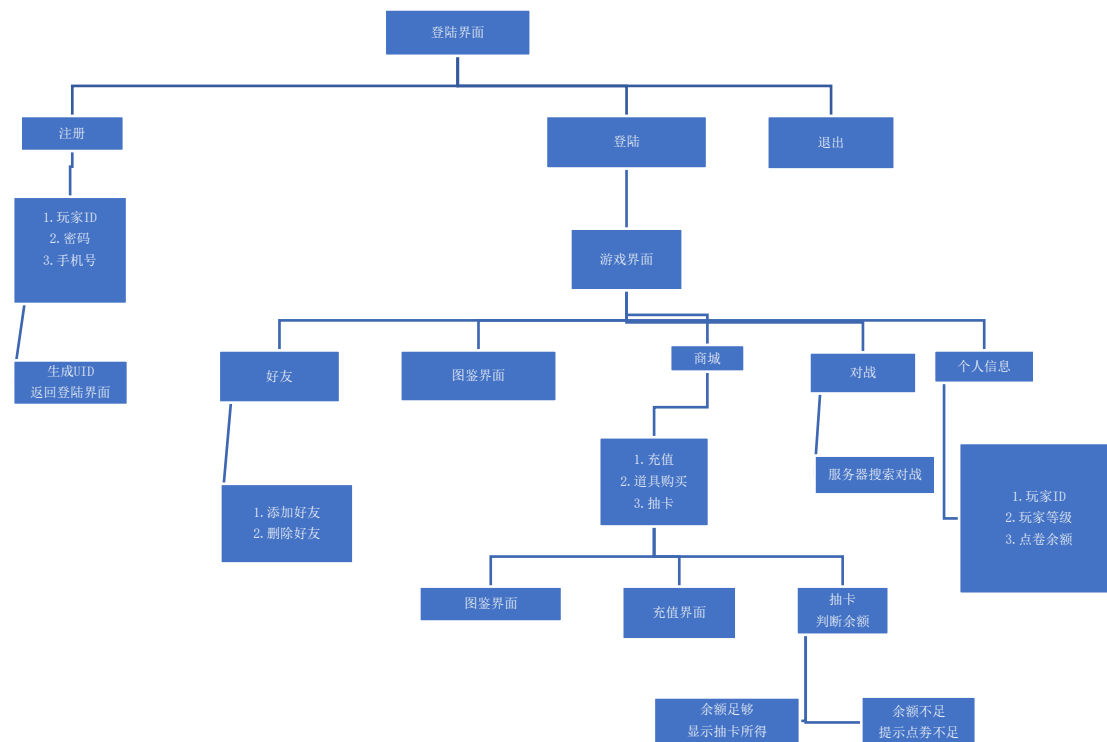 登陆界面
注册
登陆
退出
1.玩家ID
2.密码
3.手机号
游戏界面
生成UID
返回登陆界面
好友
图鉴界面
商城
对战
个人信息
1.添加好友
2.删除好友
1.充值
2.道具购买
3.抽卡
服务器搜索对战
1.玩家ID
2.玩家等级
3.点卷余额
图鉴界面
充值界面
抽卡
判断余额
余额足够
显示抽卡所得
余额不足
提示点劵不足